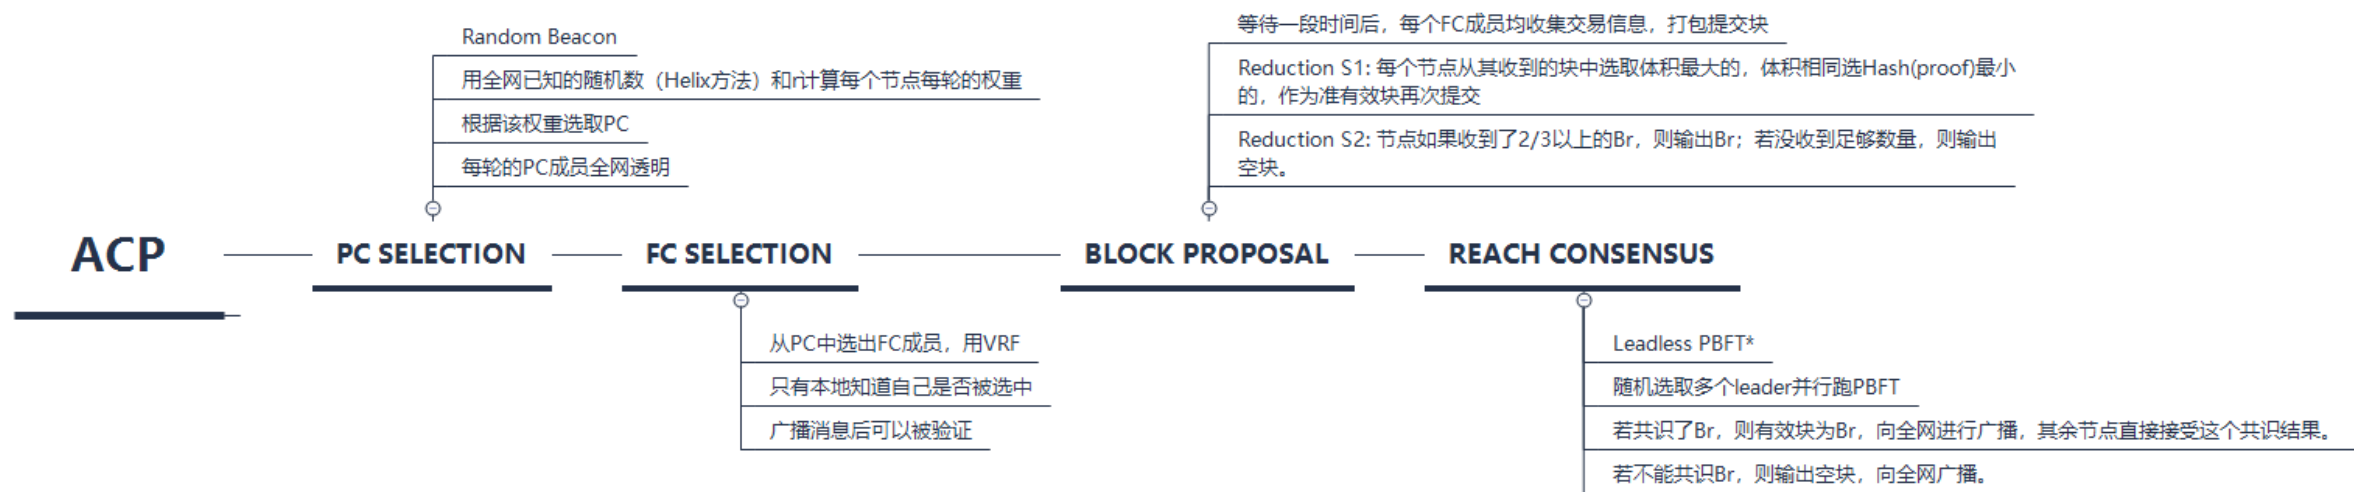 ACP
PC SELECTION
Random Beacon
用全网已知的随机数（Helix方法）和r计算每个节点每轮的权重
根据该权重选取PC
每轮的PC成员全网透明
FC SELECTION
从PC中选出FC成员，用VRF
只有本地知道自己是否被选中
广播消息后可以被验证
BLOCK PROPOSAL
等待一段时间后，每个FC成员均收集交易信息，打包提交块
Reduction S1: 每个节点从其收到的块中选取体积最大的，体积相同选Hash(proof)最小
的，作为准有效块再次提交
Reduction S2: 节点如果收到了2/3以上的Br，则输出Br；若没收到足够数量，则输出
空块。
REACH CONSENSUS
Leadless PBFT*
随机选取多个leader并行跑PBFT
若共识了Br，则有效块为Br，向全网进行广播，其余节点直接接受这个共识结果。
若不能共识Br，则输出空块，向全网广播。